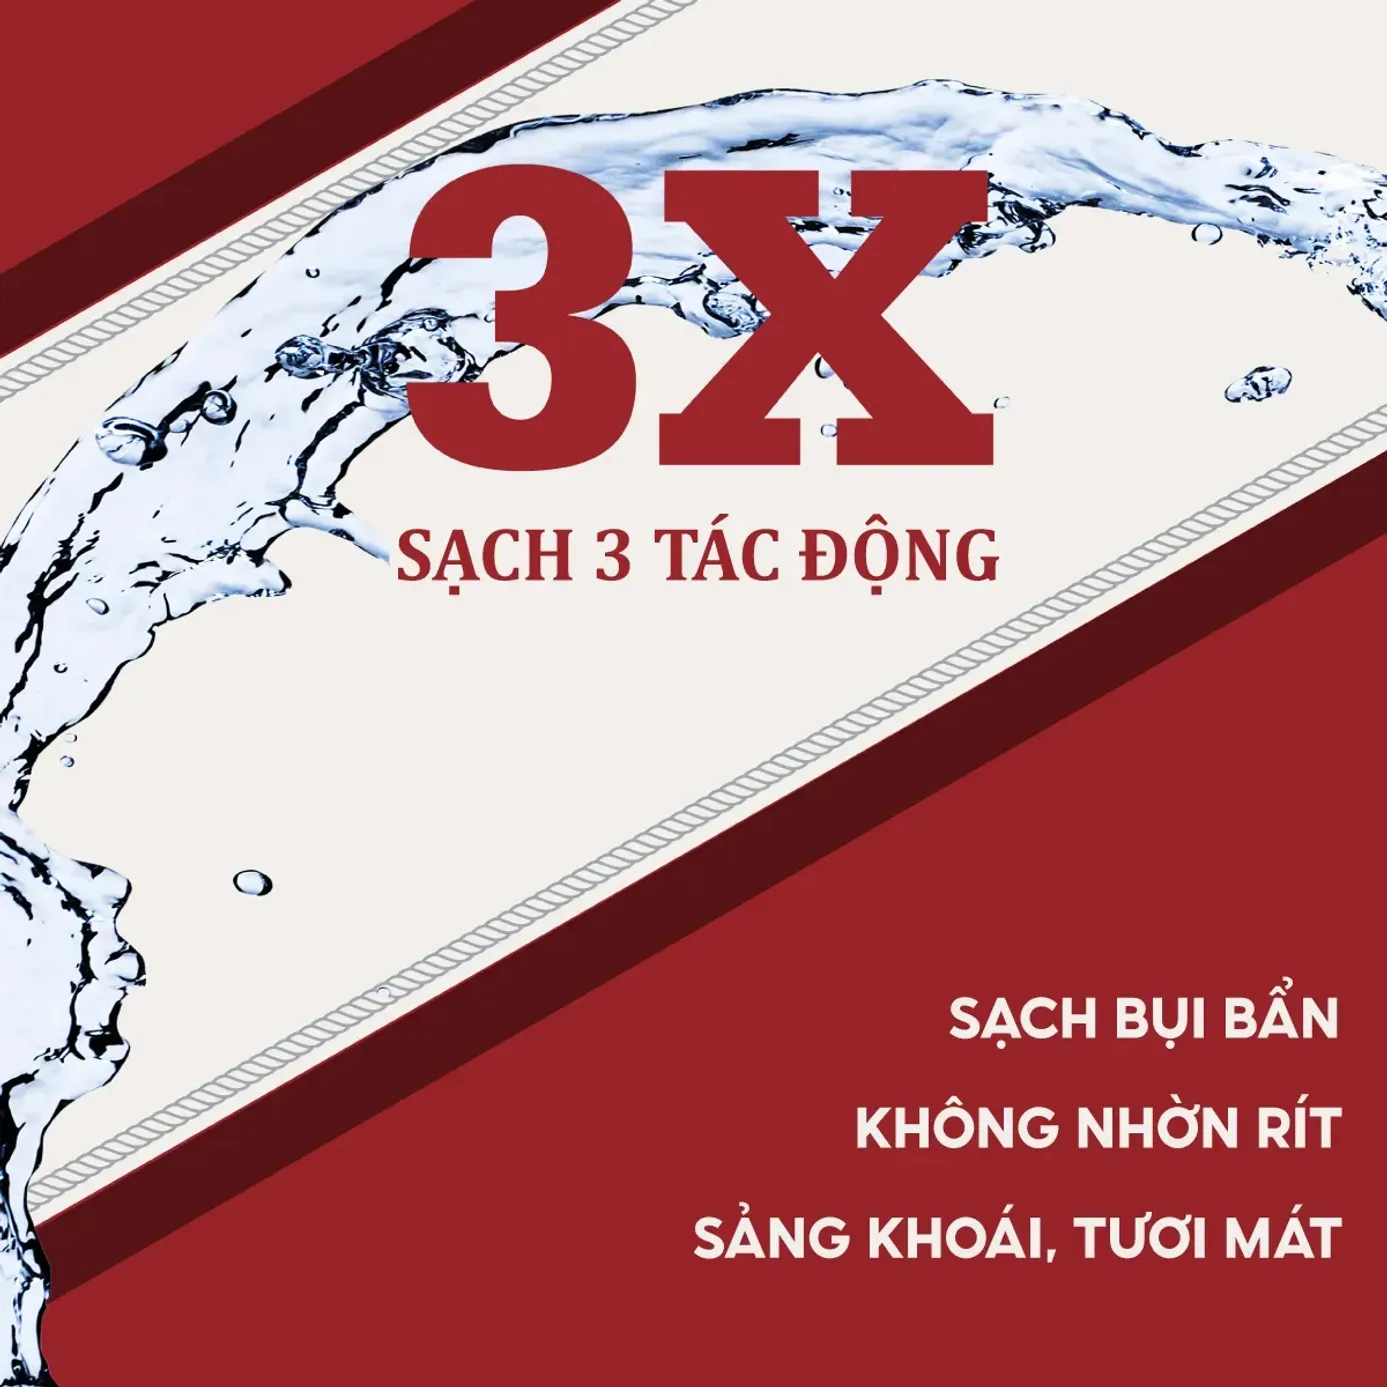 3X
SẠCH 3 TÁC ĐỘNG
SẠCH BỤI BẨN
KHÔNG NHỜN RÍT
SẢNG KHOÁI, TƯƠI MÁT